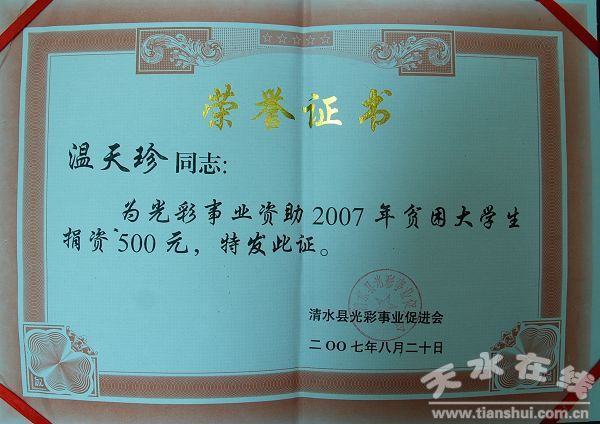 荣誉证书
温天珍同志:
为光彩事业资助2007年贫困大学生
捐资500元，特发此证。
清水县光彩事业促进会
二〇〇七年八月二十日
天水在线
www.tianshui.com.cn